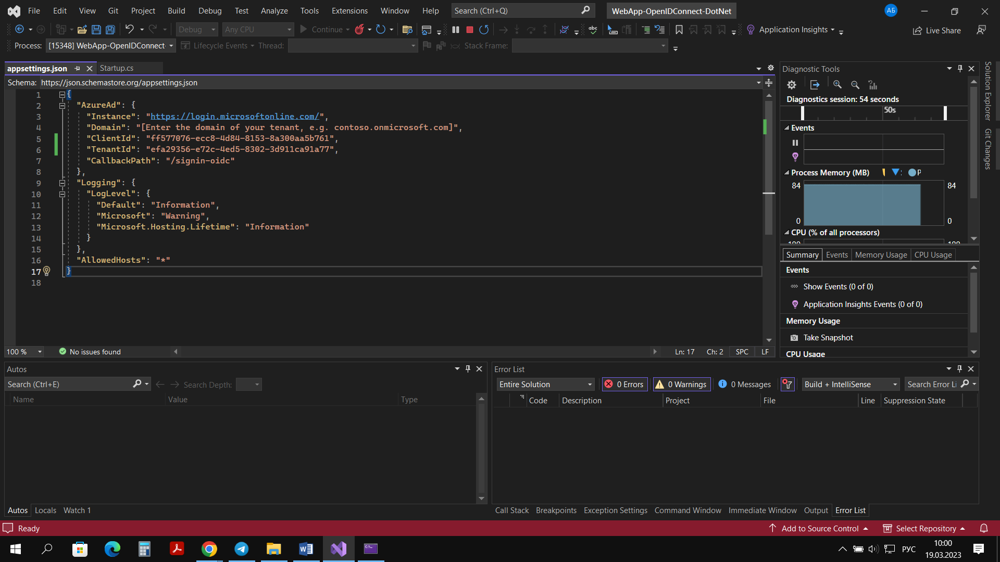 File Edit View Git Project Build Debug Test Analyze Tools Extensions Window Help Search (Ctrl+Q) WebApp-OpenIDConnect-DotNet АБ
Debug Any CPU Continue Application Insights Live Share
Process: [15348] WebApp-OpenIDConnect- Lifecycle Events Thread: Stack Frame:
appsettings.json Startup.cs
Schema: https://json.schemastore.org/appsettings.json
1 {
2 "AzureAd": {
3 "Instance": "https://login.microsoftonline.com/",
4 "Domain": "[Enter the domain of your tenant, e.g. contoso.onmicrosoft.com]",
5 "ClientId": "ff577076-ecc8-4d84-8153-8a300aa5b761",
6 "TenantId": "efa29356-e72c-4ed5-8302-3d911ca91a77",
7 "CallbackPath": "/signin-oidc"
8 },
9 "Logging": {
10 "LogLevel": {
11 "Default": "Information",
12 "Microsoft": "Warning",
13 "Microsoft.Hosting.Lifetime": "Information"
14 }
15 },
16 "AllowedHosts": "*"
17 }
18
100 % No issues found Ln: 17 Ch: 2 SPC LF
Diagnostic Tools
Diagnostics session: 54 seconds
50s
Events
Process Memory (MB) P
84 84
0 0
CPU (% of all processors)
100 100
Summary Events Memory Usage CPU Usage
Events
Show Events (0 of 0)
Application Insights Events (0 of 0)
Memory Usage
Take Snapshot
CPU Usage
Solution Explorer
Git Changes
Autos
Search (Ctrl+E) Search Depth:
Name Value Type
Autos Locals Watch 1
Error List
Entire Solution 0 Errors 0 Warnings 0 Messages Build + IntelliSense Search Error Li
Code Description Project File Line Suppression State
Call Stack Breakpoints Exception Settings Command Window Immediate Window Output Error List
Ready Add to Source Control Select Repository
РУС 10:00
19.03.2023